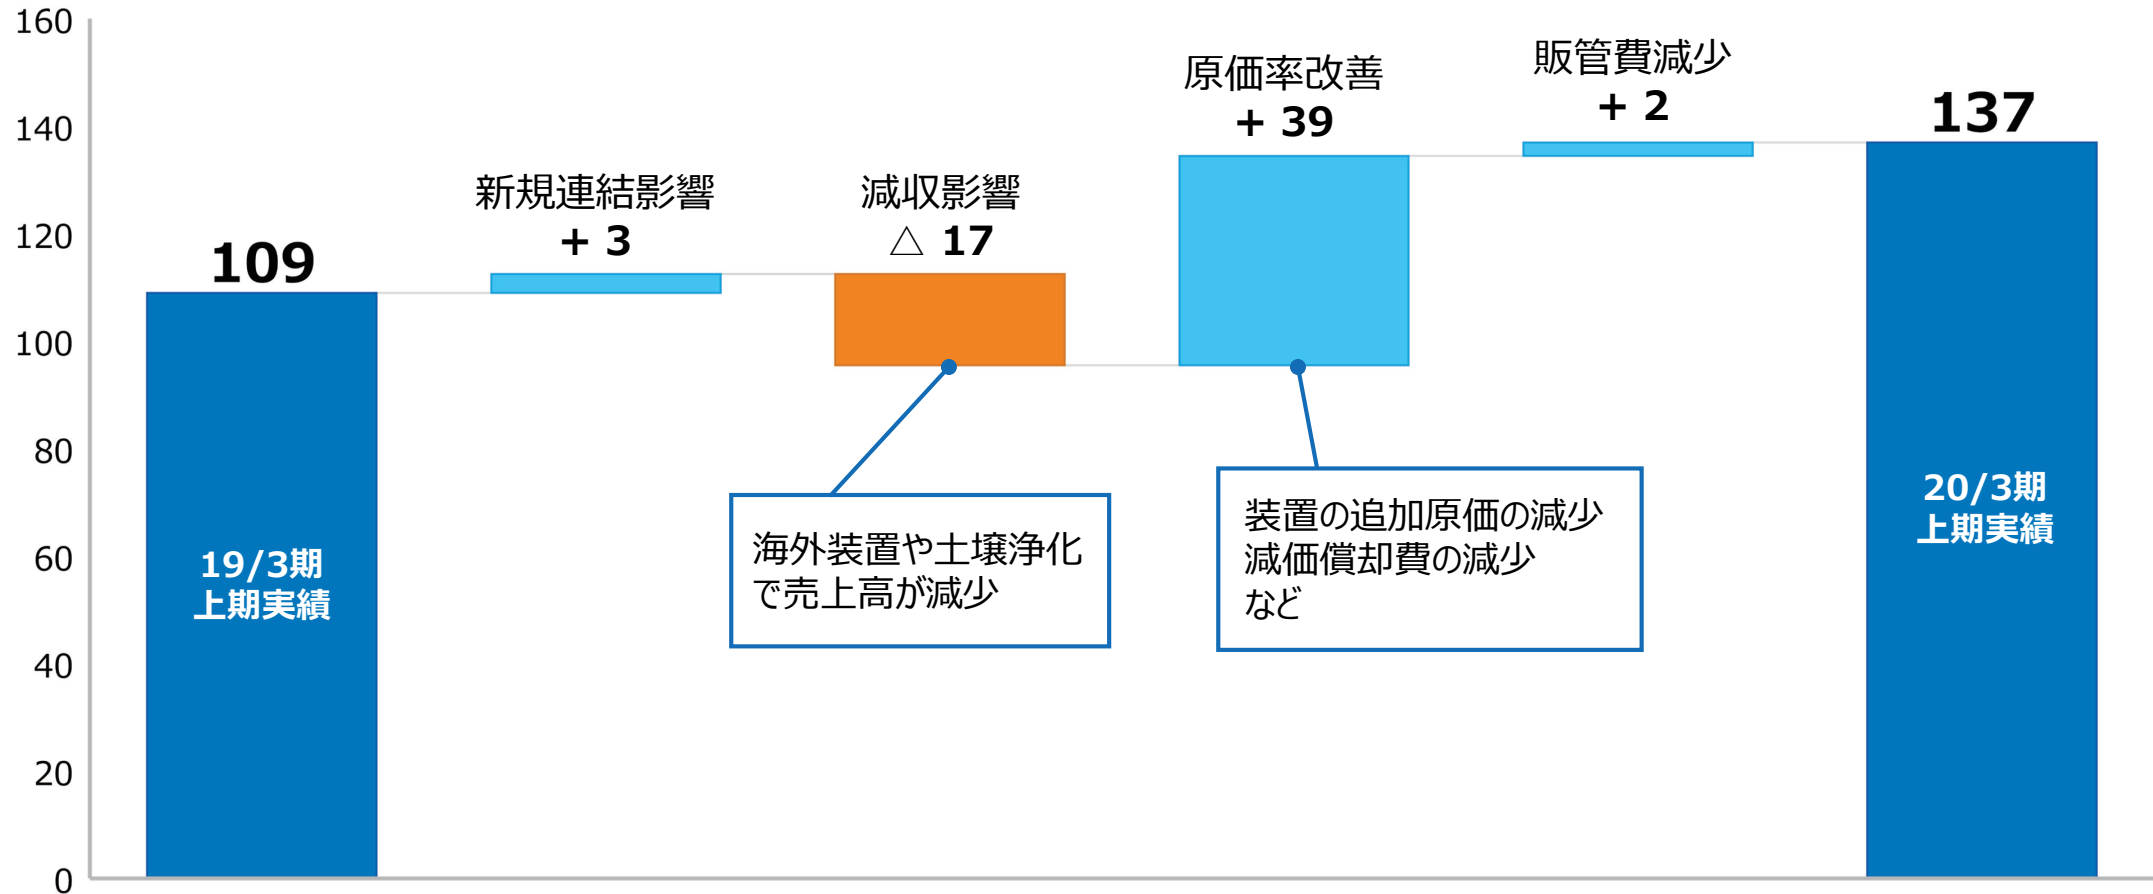 160
140
120
100
80
60
40
20
0
109
19/3期
上期実績
新規連結影響
+ 3
減収影響
△ 17
海外装置や土壌浄化
で売上高が減少
原価率改善
+ 39
装置の追加原価の減少
減価償却費の減少
など
販管費減少
+ 2
137
20/3期
上期実績